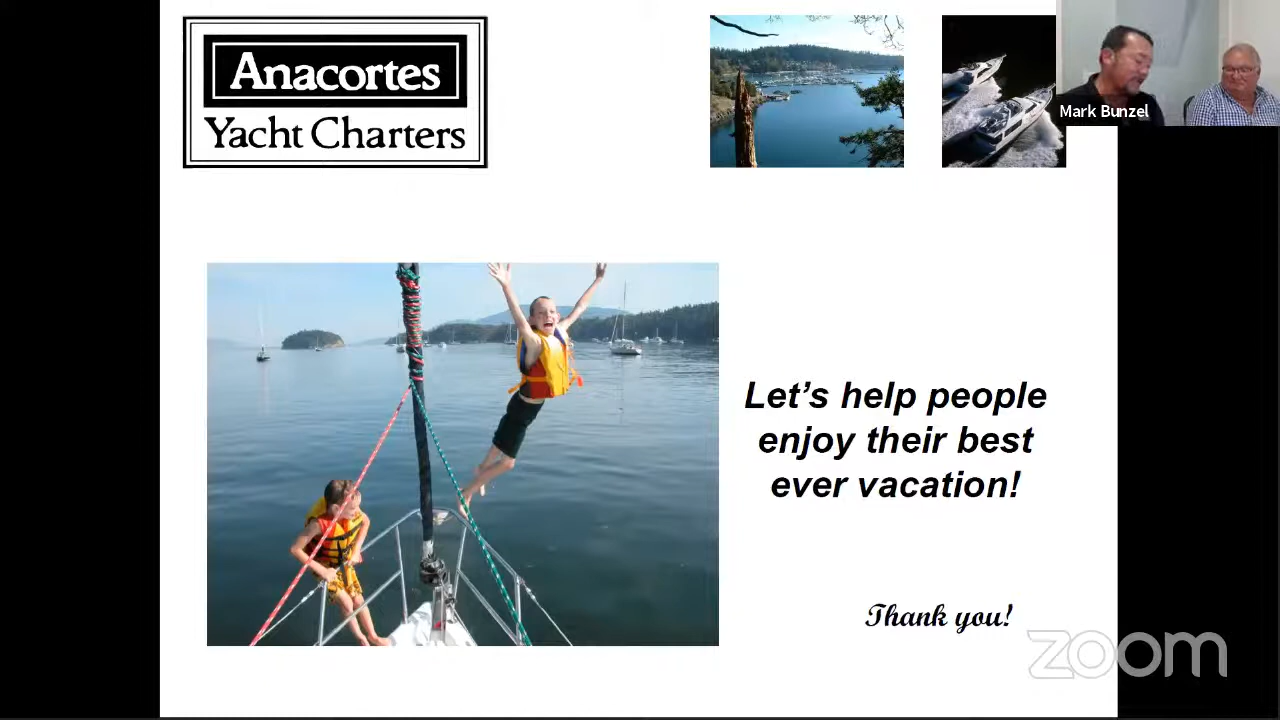 Anacortes
Yacht Charters
Mark Bunzel
Let's help people
enjoy their best
ever vacation!
Thank you!
zoom